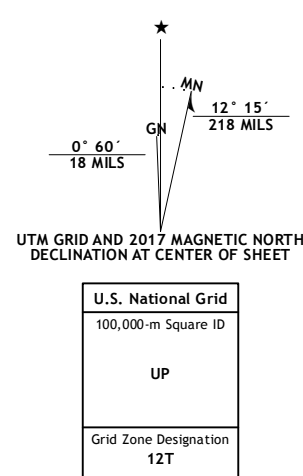 ★
MN
GN
12° 15´
218 MILS
0° 60´
18 MILS
UTM GRID AND 2017 MAGNETIC NORTH
DECLINATION AT CENTER OF SHEET
U.S. National Grid
100,000-m Square ID
UP
Grid Zone Designation
12T